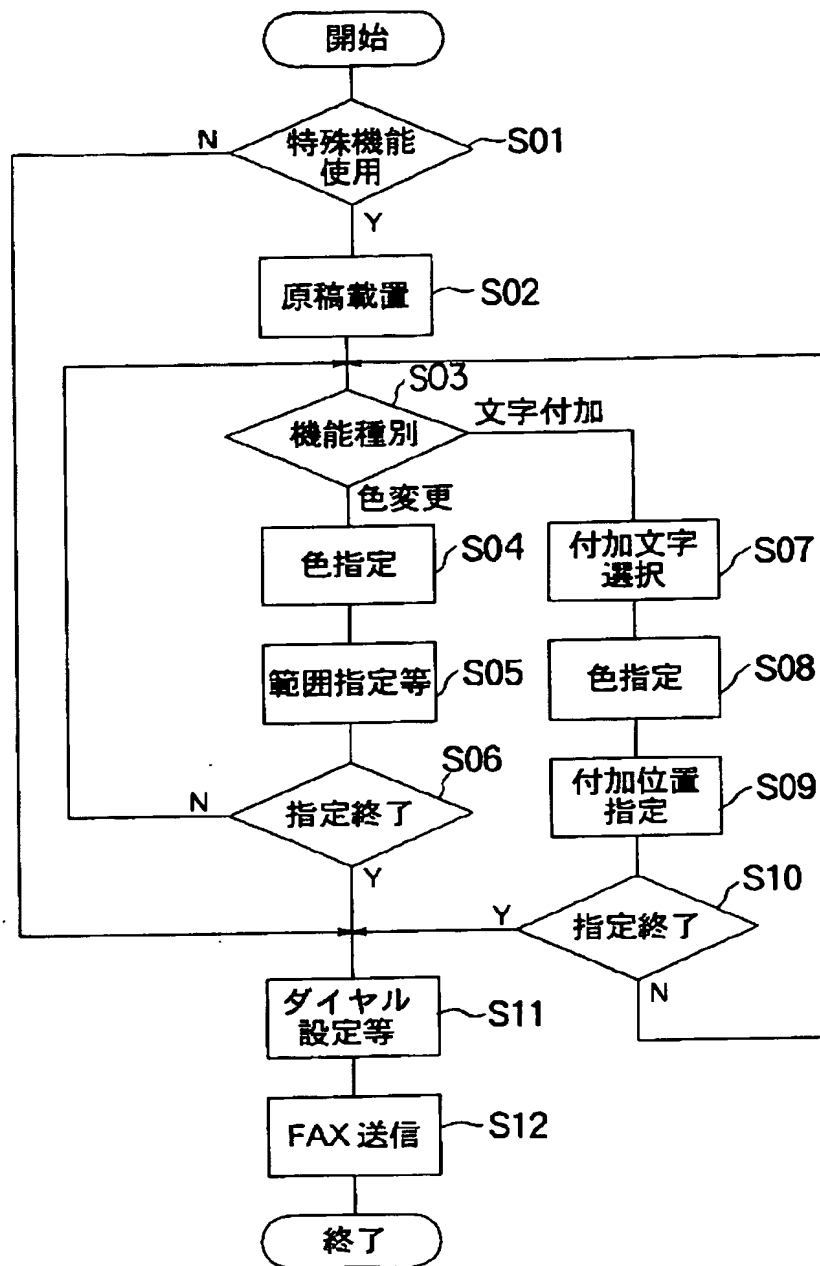 開始
特殊機能
使用
S01
N
Y
原稿載置
S02
機能種別
S03
文字付加
色変更
色指定
S04
範囲指定等
S05
指定終了
S06
N
Y
付加文字
選択
S07
色指定
S08
付加位置
指定
S09
指定終了
S10
Y
N
ダイヤル
設定等
S11
FAX送信
S12
終了